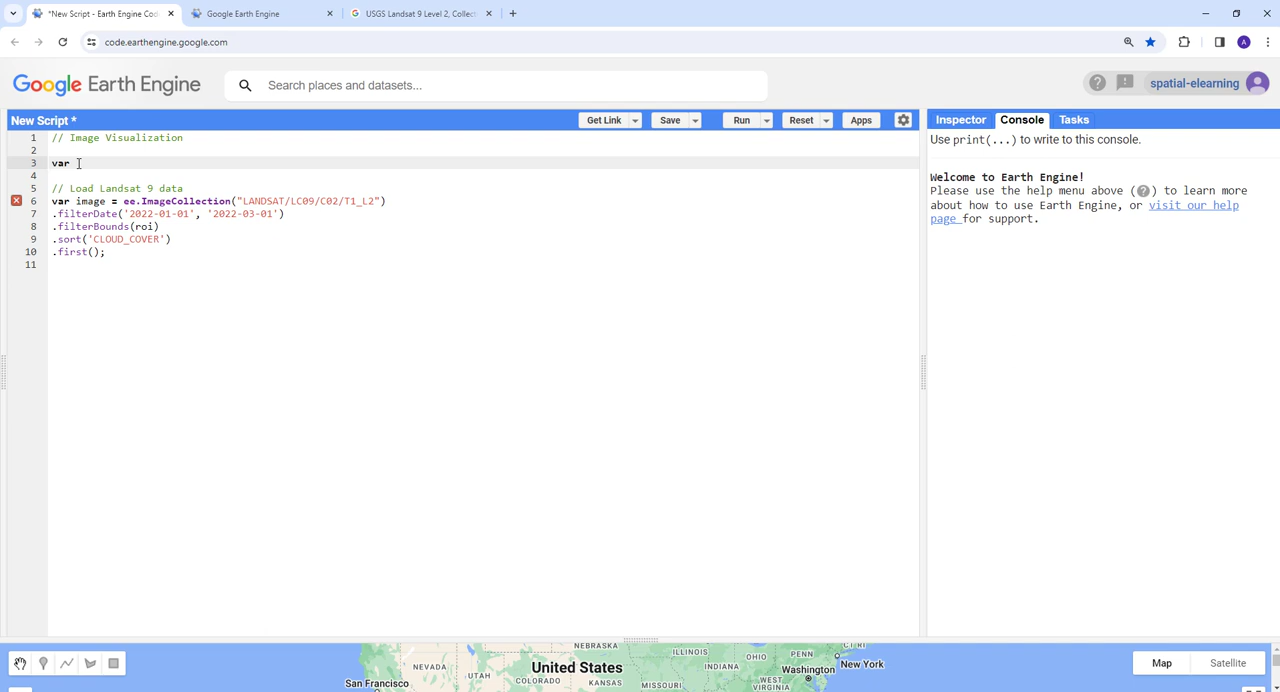 *New Script - Earth Engine Cod
Google Earth Engine
USGS Landsat 9 Level 2, Collect
code.earthengine.google.com
A
Google Earth Engine
Search places and datasets...
spatial-elearning
New Script *
Get Link
Save
Run
Reset
Apps
Inspector
Console
Tasks
1 // Image Visualization
2
3 var
4
5 // Load Landsat 9 data
6 var image = ee.ImageCollection("LANDSAT/LC09/C02/T1_L2")
7 .filterDate('2022-01-01', '2022-03-01')
8 .filterBounds(roi)
9 .sort('CLOUD_COVER')
10 .first();
11
Use print(...) to write to this console.
Welcome to Earth Engine!
Please use the help menu above (?) to learn more
about how to use Earth Engine, or visit our help
page for support.
NEBRASKA
NEVADA
UTAH
COLORADO
KANSAS
United States
ILLINOIS
INDIANA
MISSOURI
OHIO
PENN
WEST
VIRGINIA
Washington
New York
MA
CT
RI
NJ
San Francisco
Map
Satellite